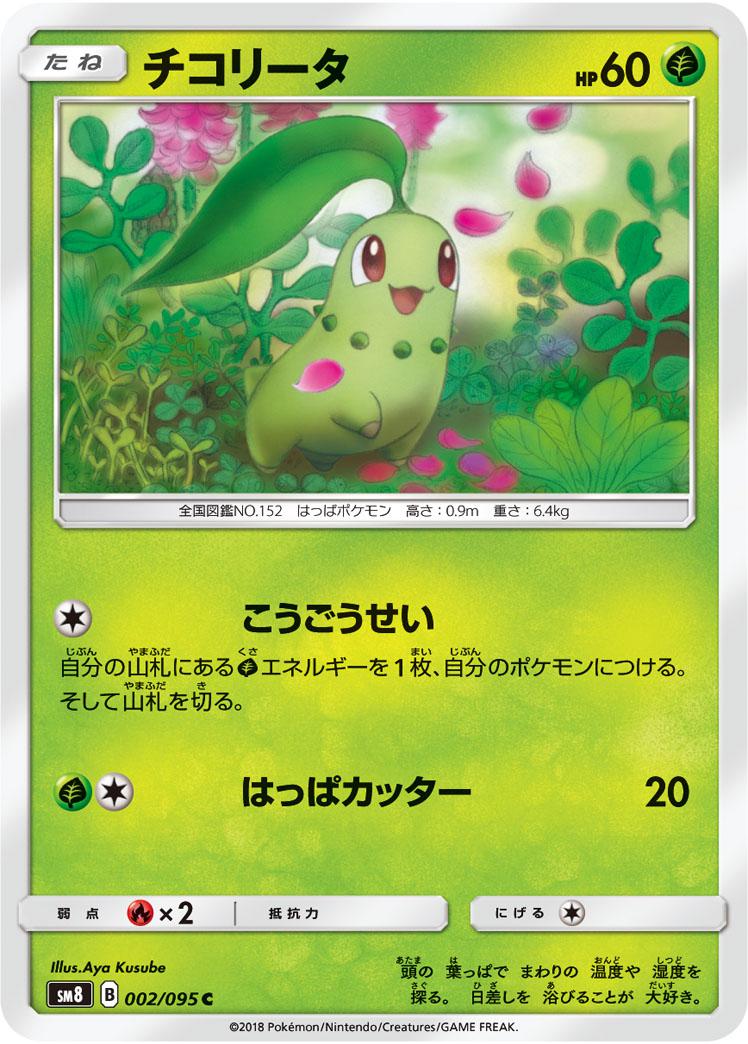 たね チコリータ HP60
全国図鑑NO.152 はっぱポケモン 高さ：0.9m 重さ：6.4kg
こうごうせい
自分の山札にあるエネルギーを1枚、自分のポケモンにつける。
そして山札を切る。
はっぱカッター 20
弱点 ×2 抵抗力 にげる
Illus.Aya Kusube
頭の 葉っぱで まわりの 温度や 湿度を
探る。 日差しを 浴びることが 大好き。
SM8 B 002/095 C
©2018 Pokémon/Nintendo/Creatures/GAME FREAK.